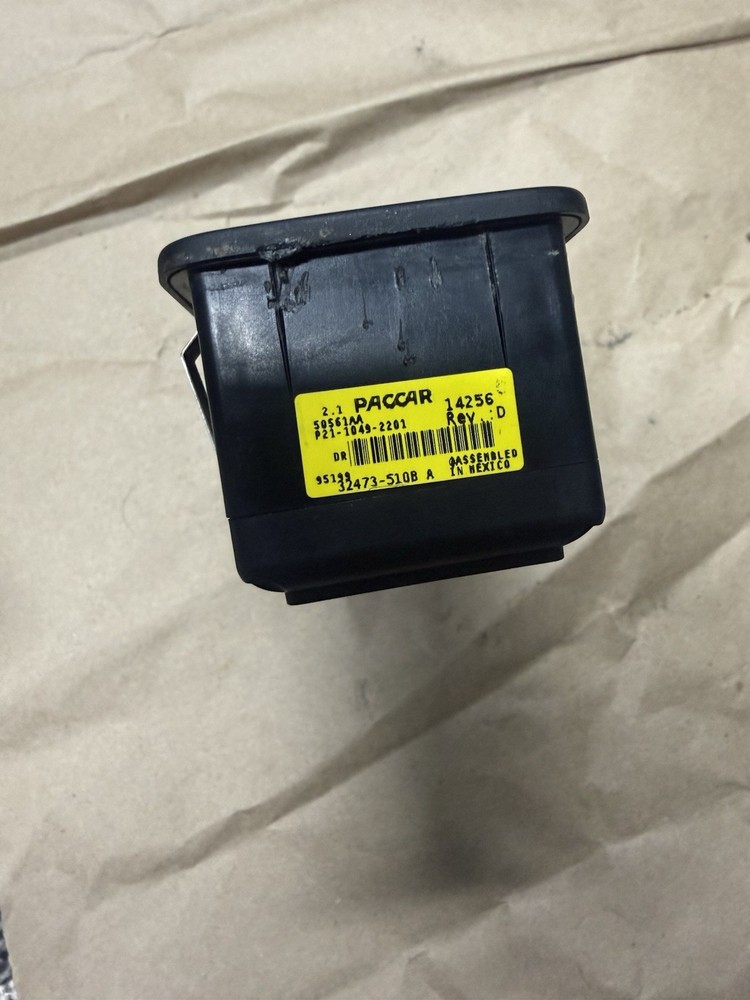 2.1 PACCAR 14256
50561AA Rev.:D
P21-1049-2201
DR
ASSEMBLED
IN MEXICO
95199
32473-510B A